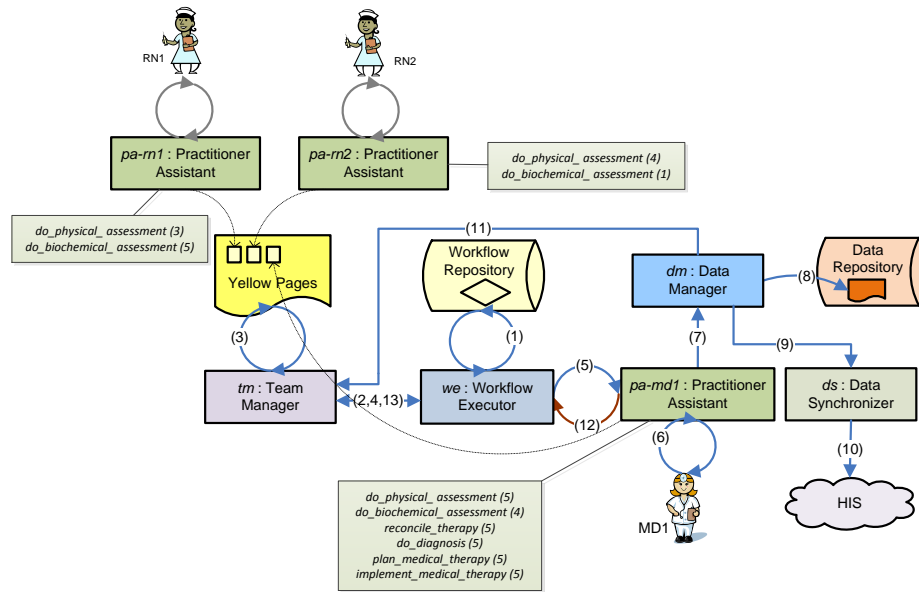 RN1
RN2
pa-rn1 : Practitioner
Assistant
pa-rn2 : Practitioner
Assistant
do_physical_ assessment (4)
do_biochemical_ assessment (1)
do_physical_ assessment (3)
do_biochemical_ assessment (5)
(11)
Yellow Pages
Workflow
Repository
dm : Data
Manager
(8)
Data
Repository
(3)
(1)
(7)
(9)
tm : Team
Manager
(2,4,13)
we : Workflow
Executor
(5)
(12)
pa-md1 : Practitioner
Assistant
ds : Data
Synchronizer
(6)
(10)
MD1
HIS
do_physical_ assessment (5)
do_biochemical_ assessment (4)
reconcile_therapy (5)
do_diagnosis (5)
plan_medical_therapy (5)
implement_medical_therapy (5)